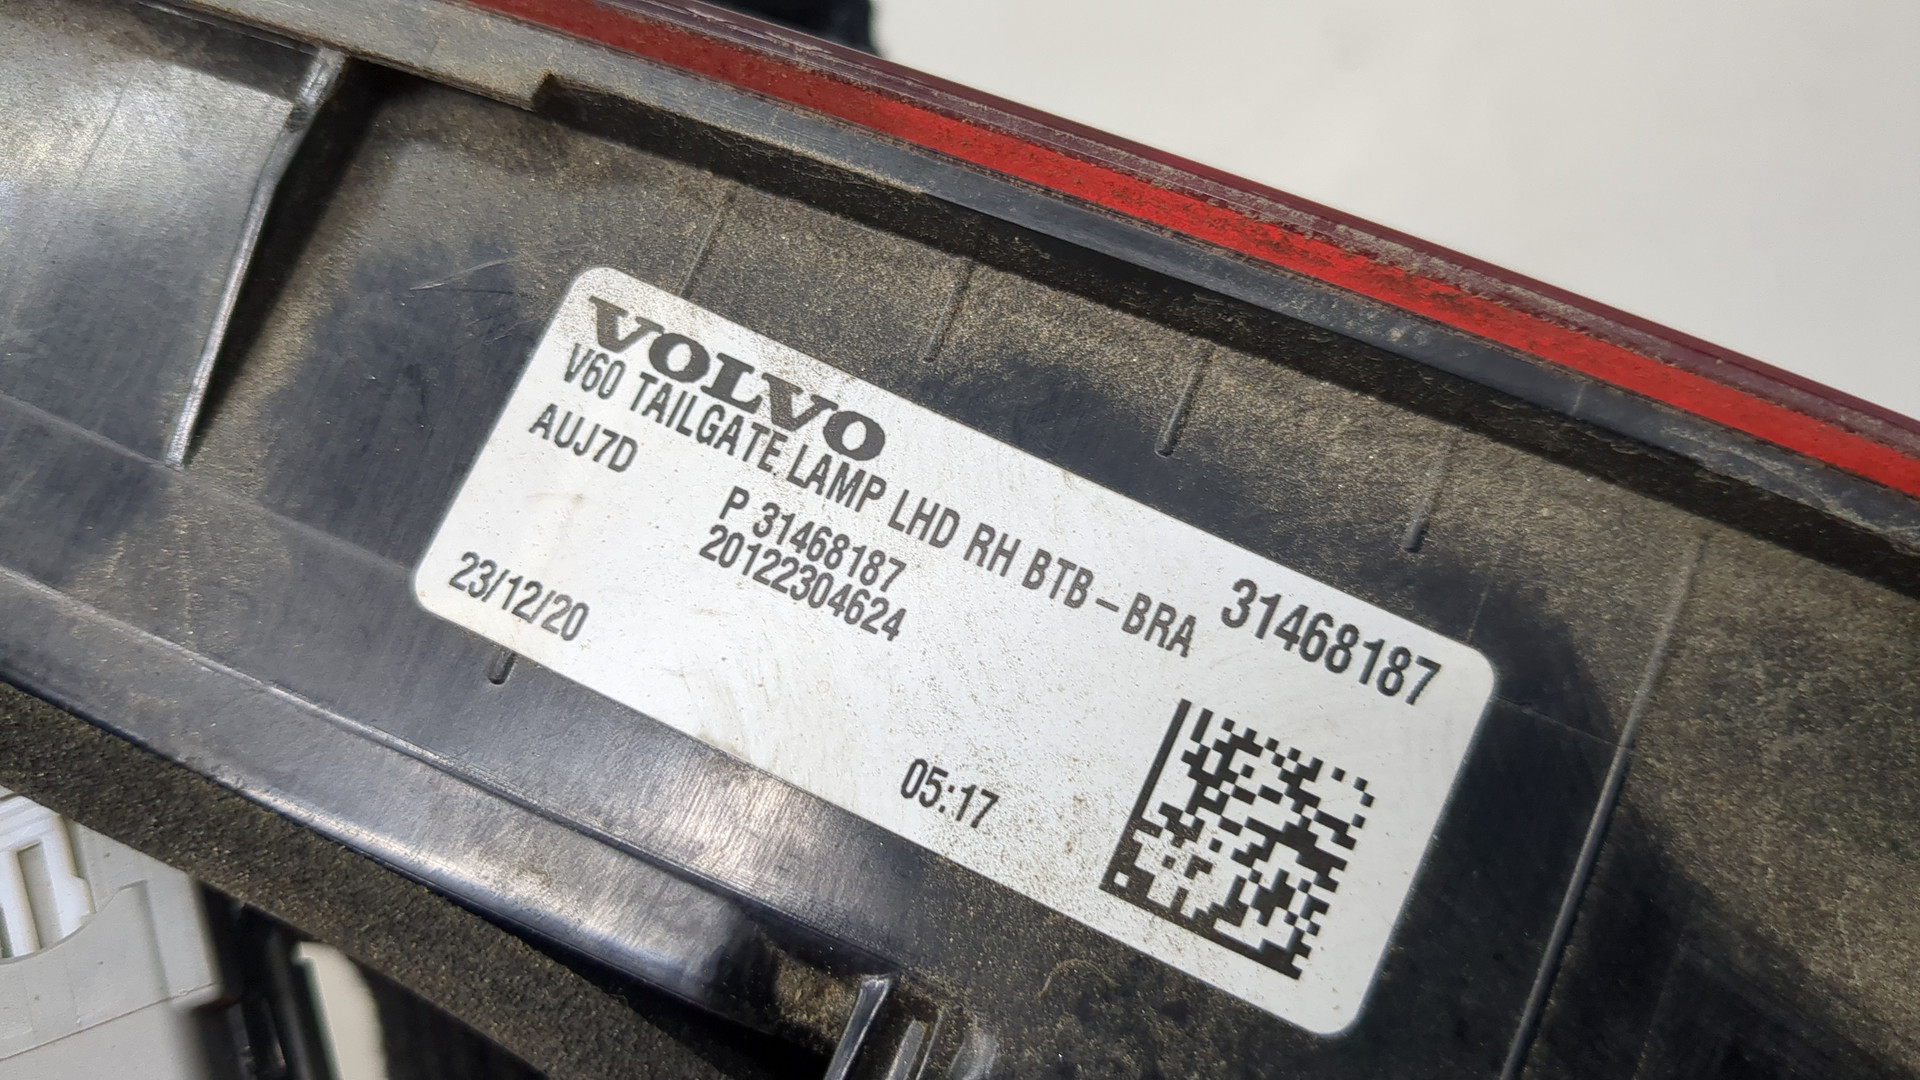 VOLVO
V60 TAILGATE LAMP LHD RH BTB-BRA 31468187
AUJ7D
P 31468187
20122304624
23/12/20
05:17